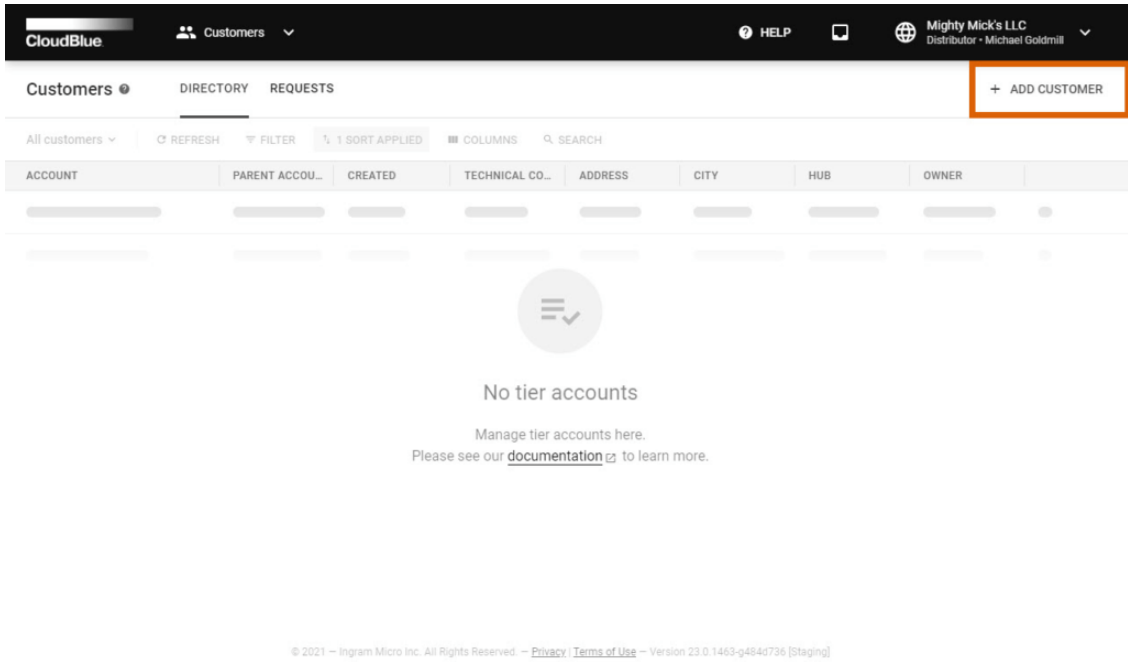 CloudBlue.
Customers
HELP
Mighty Mick's LLC
Distributor • Michael Goldmill
Customers
DIRECTORY
REQUESTS
+ ADD CUSTOMER
All customers
REFRESH
FILTER
1 SORT APPLIED
COLUMNS
SEARCH
ACCOUNT
PARENT ACCOU...
CREATED
TECHNICAL CO...
ADDRESS
CITY
HUB
OWNER
No tier accounts
Manage tier accounts here.
Please see our documentation to learn more.
© 2021 — Ingram Micro Inc. All Rights Reserved. — Privacy | Terms of Use — Version 23.0.1463-g484d736 [Staging]